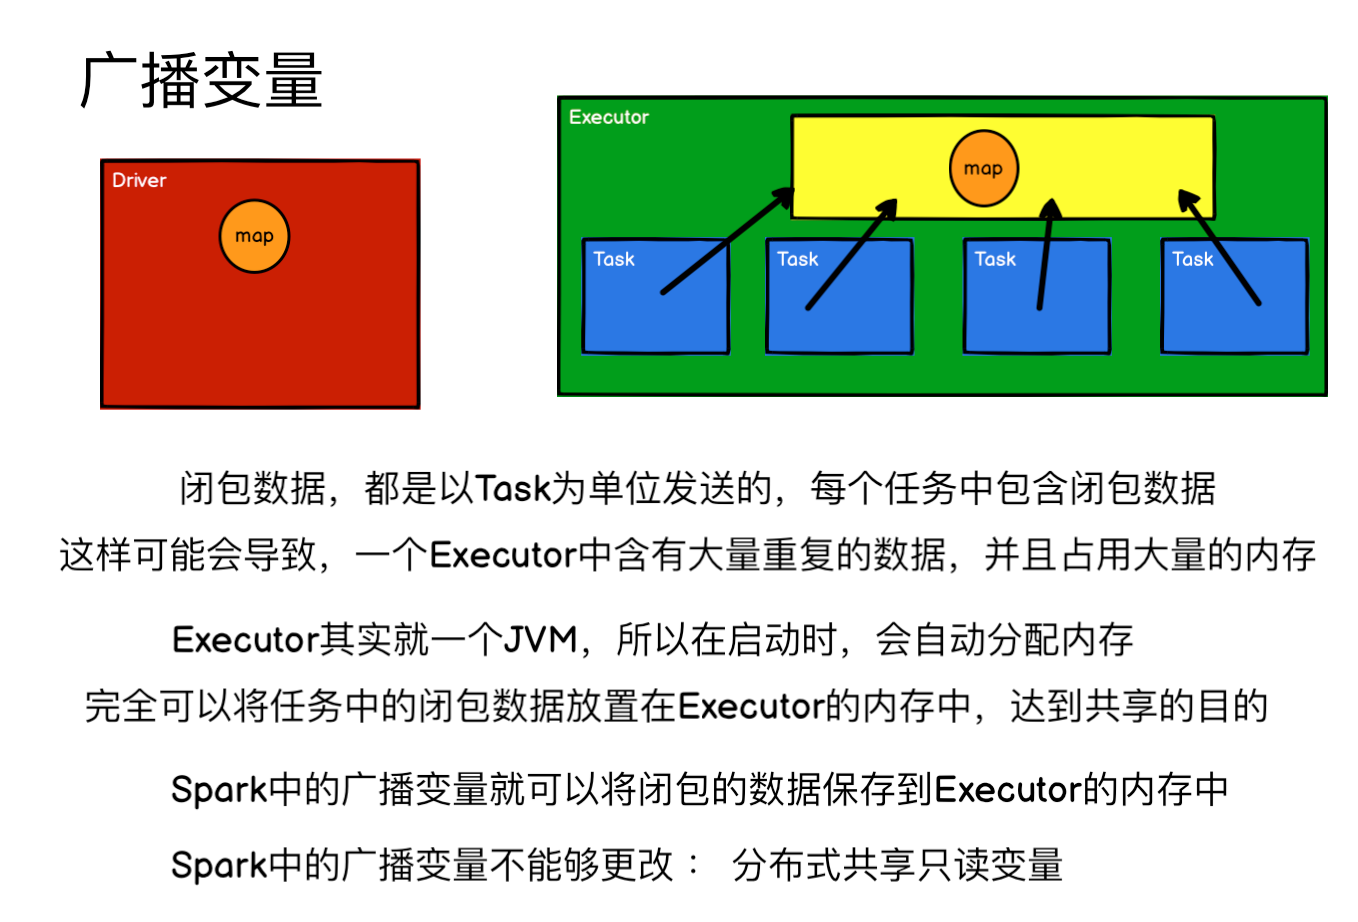 广播变量
Driver
map
Executor
map
Task
Task
Task
Task
闭包数据，都是以Task为单位发送的，每个任务中包含闭包数据
这样可能会导致，一个Executor中含有大量重复的数据，并且占用大量的内存
Executor其实就一个JVM，所以在启动时，会自动分配内存
完全可以将任务中的闭包数据放置在Executor的内存中，达到共享的目的
Spark中的广播变量就可以将闭包的数据保存到Executor的内存中
Spark中的广播变量不能够更改： 分布式共享只读变量